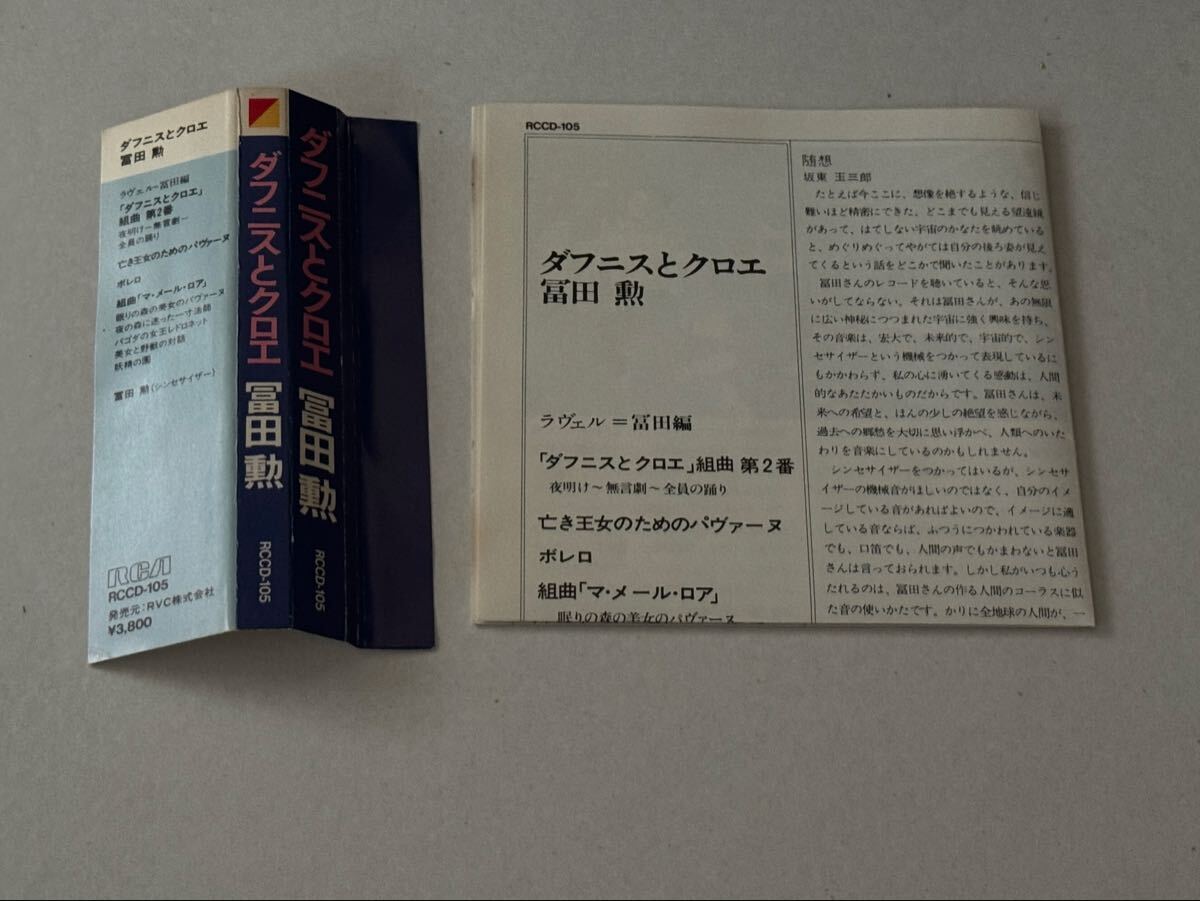 ダフニスとクロエ
冨田 勲
ラヴェル=冨田編
「ダフニスとクロエ」
組曲 第2番
夜明け〜無言劇〜
全員の踊り
亡き王女のためのパヴァーヌ
ボレロ
組曲「マ・メール・ロア」
眠りの森の美女のパヴァーヌ
夜の森に迷った一寸法師
パゴダの女王レドロネット
美女と野獣の対話
妖精の園
冨田 勲〈シンセサイザー〉
RCA
RCCD-105
発売元:RVC株式会社
¥3,800
ダフニスとクロエ 冨田 勲
RCCD-105
ダフニスとクロエ 冨田 勲
RCCD-105
RCCD-105
ダフニスとクロエ
冨田 勲
ラヴェル=冨田編
「ダフニスとクロエ」組曲 第2番
夜明け〜無言劇〜全員の踊り
亡き王女のためのパヴァーヌ
ボレロ
組曲「マ・メール・ロア」
眠りの森の美女のパヴァーヌ
随想
坂東 玉三郎
たとえば今ここに、想像を絶するような、信じ
難いほど精密にできた、どこまでも見える望遠鏡
があって、はてしない宇宙のかなたを眺めている
と、めぐりめぐってやがては自分の後ろ姿が見え
てくるという話をどこかで聞いたことがあります。
冨田さんのレコードを聴いていると、そんな思
いがしてならない。それは冨田さんが、あの無限
に広い神秘につつまれた宇宙に強く興味を持ち、
その音楽は、宏大で、未来的で、宇宙的で、シン
セサイザーという機械をつかって表現しているに
もかかわらず、私の心に湧いてくる感動は、人間
的なあたたかいものだからです。冨田さんは、未
来への希望と、ほんの少しの絶望を感じながら、
過去への郷愁を大切に思い浮かべ、人類へのいた
わりを音楽にしているのかもしれません。
シンセサイザーをつかってはいるが、シンセサ
イザーの機械音がほしいのではなく、自分のイメ
ージしている音があればよいので、イメージに適
している音ならば、ふつうにつかわれている楽器
でも、口笛でも、人間の声でもかまわないと冨田
さんは言っておられます。しかし私がいつも心う
たれるのは、冨田さんの作る人間のコーラスに似
た音の使いかたです。かりに全地球の人間が、一